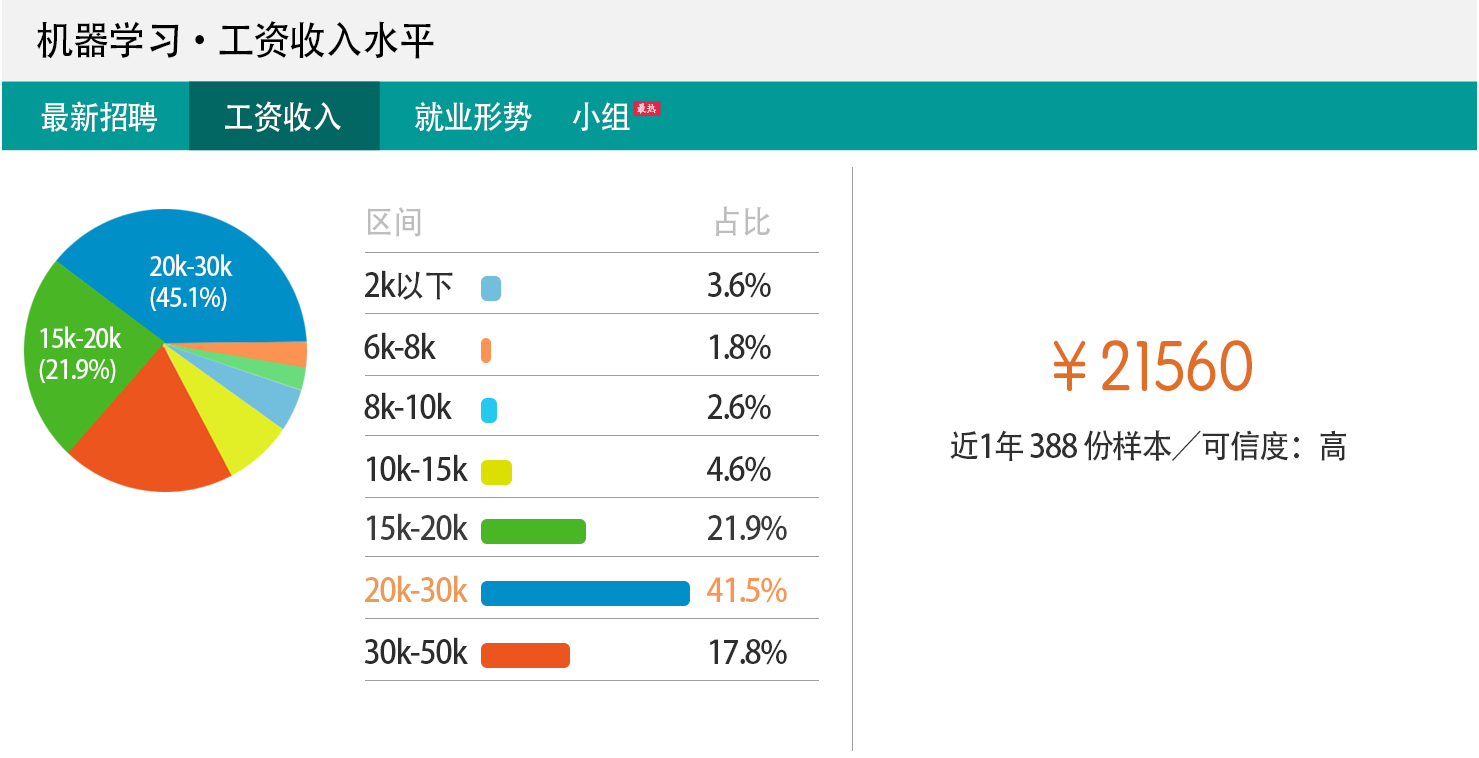 机器学习·工资收入水平
最新招聘 工资收入 就业形势 小组 最热
20k-30k
(45.1%)
15k-20k
(21.9%)
区间 占比
2k以下 3.6%
6k-8k 1.8%
8k-10k 2.6%
10k-15k 4.6%
15k-20k 21.9%
20k-30k 41.5%
30k-50k 17.8%
￥21560
近1年 388 份样本／可信度：高